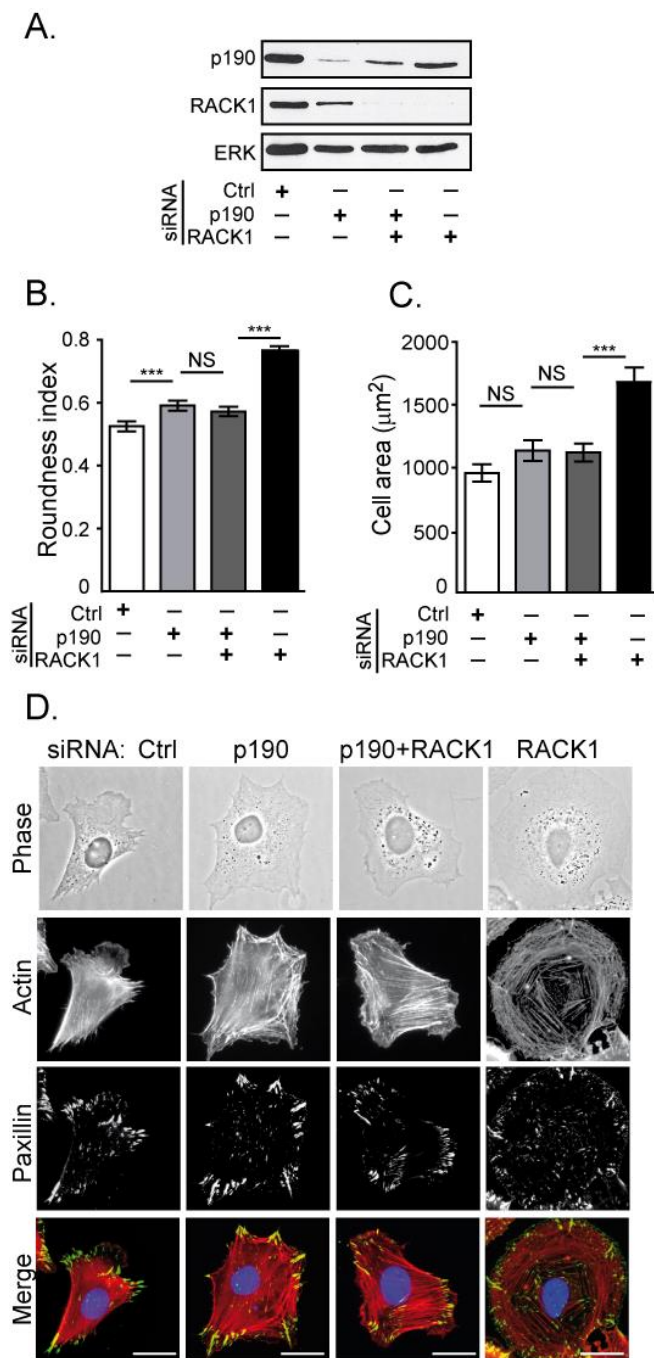 A.
p190
RACK1
ERK
siRNA
Ctrl + – – –
p190 – + + –
RACK1 – – + +
B.
Roundness index
0.8
0.6
0.4
0.2
0
*** NS ***
siRNA
Ctrl + – – –
p190 – + + –
RACK1 – – + +
C.
Cell area (μm²)
2000
1500
1000
500
0
NS NS ***
siRNA
Ctrl + – – –
p190 – + + –
RACK1 – – + +
D.
siRNA: Ctrl p190 p190+RACK1 RACK1
Phase
Actin
Paxillin
Merge